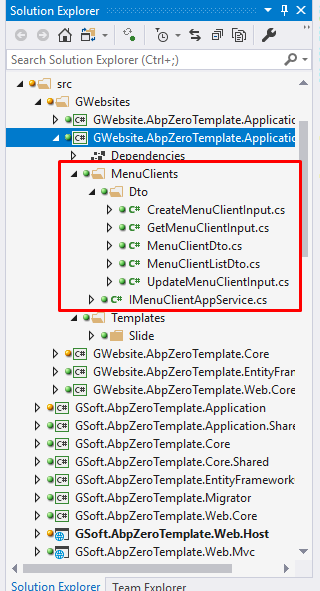 Solution Explorer
Search Solution Explorer (Ctrl+;)
src
GWebsites
GWebsite.AbpZeroTemplate.Applicatio
GWebsite.AbpZeroTemplate.Applicatio
Dependencies
MenuClients
Dto
CreateMenuClientInput.cs
GetMenuClientInput.cs
MenuClientDto.cs
MenuClientListDto.cs
UpdateMenuClientInput.cs
IMenuClientAppService.cs
Templates
Slide
GWebsite.AbpZeroTemplate.Core
GWebsite.AbpZeroTemplate.EntityFram
GWebsite.AbpZeroTemplate.Web.Core
GSoft.AbpZeroTemplate.Application
GSoft.AbpZeroTemplate.Application.Share
GSoft.AbpZeroTemplate.Core
GSoft.AbpZeroTemplate.Core.Shared
GSoft.AbpZeroTemplate.EntityFramework
GSoft.AbpZeroTemplate.Migrator
GSoft.AbpZeroTemplate.Web.Core
GSoft.AbpZeroTemplate.Web.Host
GSoft.AbpZeroTemplate.Web.Mvc
Solution Explorer Team Explorer